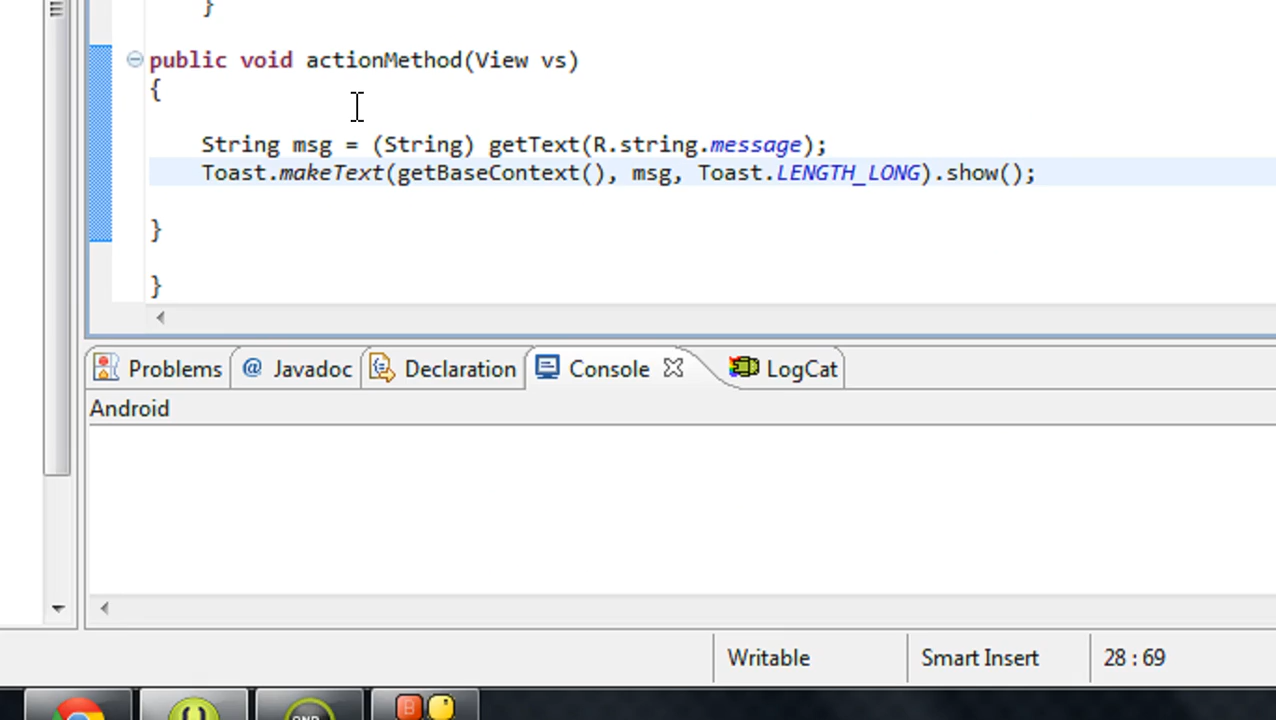 }
public void actionMethod(View vs)
{
String msg = (String) getText(R.string.message);
Toast.makeText(getBaseContext(), msg, Toast.LENGTH_LONG).show();
}
}
Problems @ Javadoc Declaration Console LogCat
Android
Writable Smart Insert 28 : 69